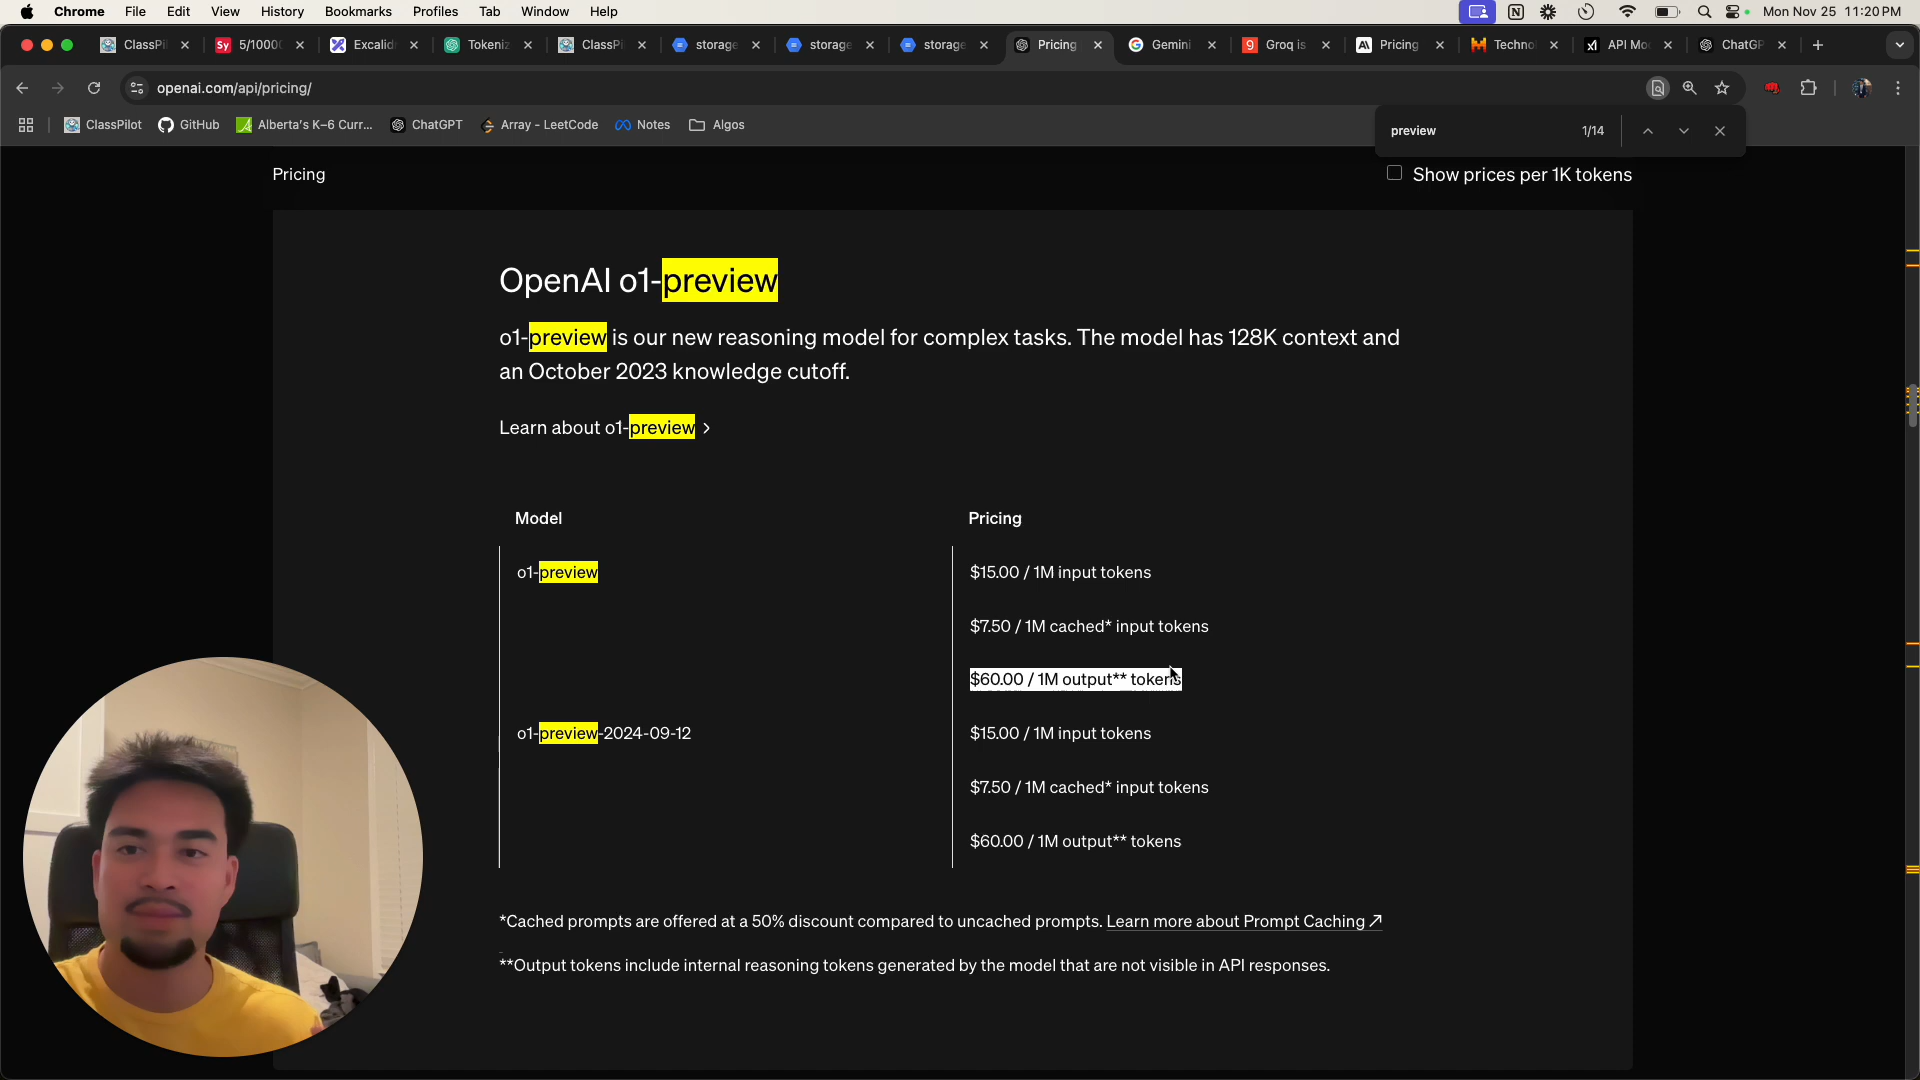 Chrome File Edit View History Bookmarks Profiles Tab Window Help Mon Nov 25 11:20 PM
ClassPil 5/1000 Excalid Tokeniz ClassPi storage storage storage Pricing Gemini Groq is Pricing Techno API Mo ChatGP
openai.com/api/pricing/
ClassPilot GitHub Alberta's K–6 Curr... ChatGPT Array - LeetCode Notes Algos
preview 1/14
Pricing
Show prices per 1K tokens
OpenAI o1-preview
o1-preview is our new reasoning model for complex tasks. The model has 128K context and
an October 2023 knowledge cutoff.
Learn about o1-preview
Model Pricing
o1-preview $15.00 / 1M input tokens
$7.50 / 1M cached* input tokens
$60.00 / 1M output** tokens
o1-preview-2024-09-12 $15.00 / 1M input tokens
$7.50 / 1M cached* input tokens
$60.00 / 1M output** tokens
*Cached prompts are offered at a 50% discount compared to uncached prompts. Learn more about Prompt Caching
**Output tokens include internal reasoning tokens generated by the model that are not visible in API responses.